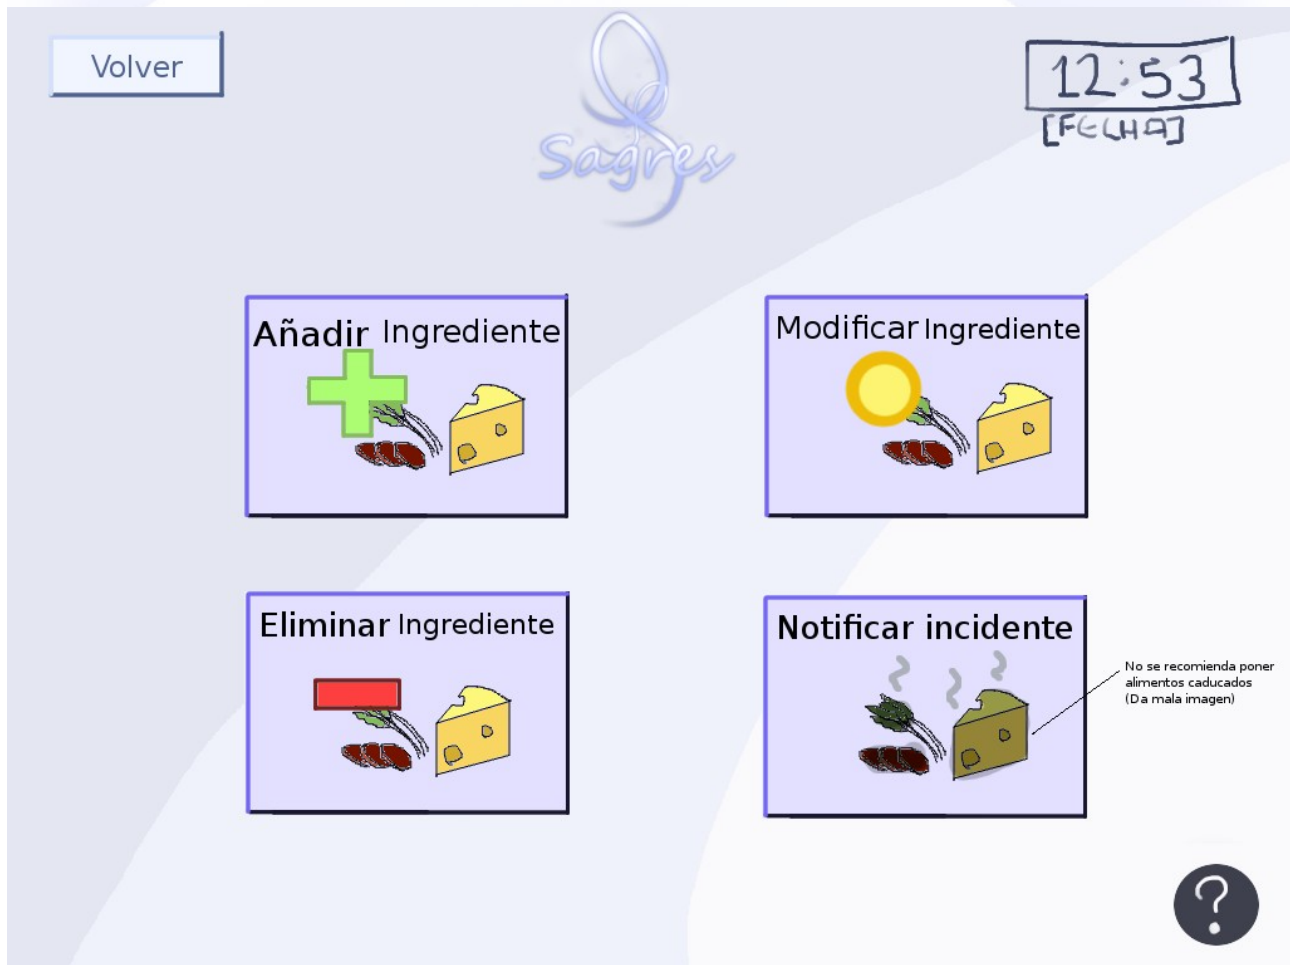 Volver
Sagres
12:53
[FECHA]
Añadir Ingrediente
Modificar Ingrediente
Eliminar Ingrediente
Notificar incidente
No se recomienda poner
alimentos caducados
(Da mala imagen)
?